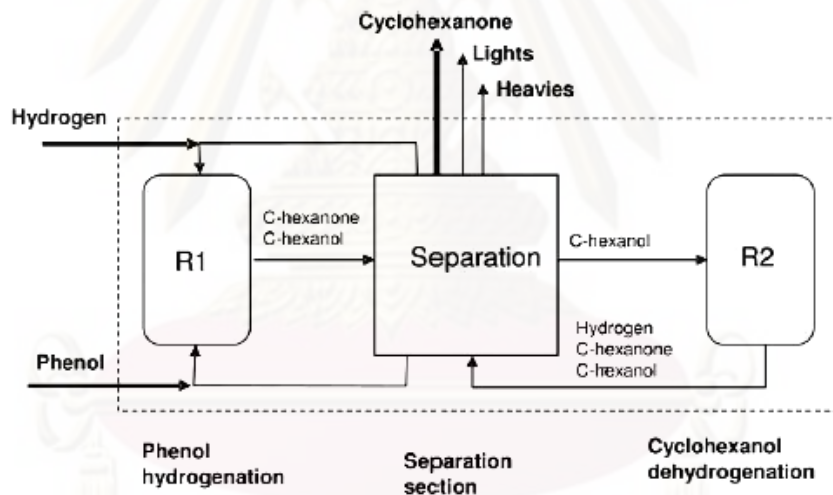 Cyclohexanone
Lights
Heavies
Hydrogen
C-hexanone
C-hexanol
R1
Separation
C-hexanol
R2
Hydrogen
C-hexanone
C-hexanol
Phenol
Phenol
hydrogenation
Separation
section
Cyclohexanol
dehydrogenation